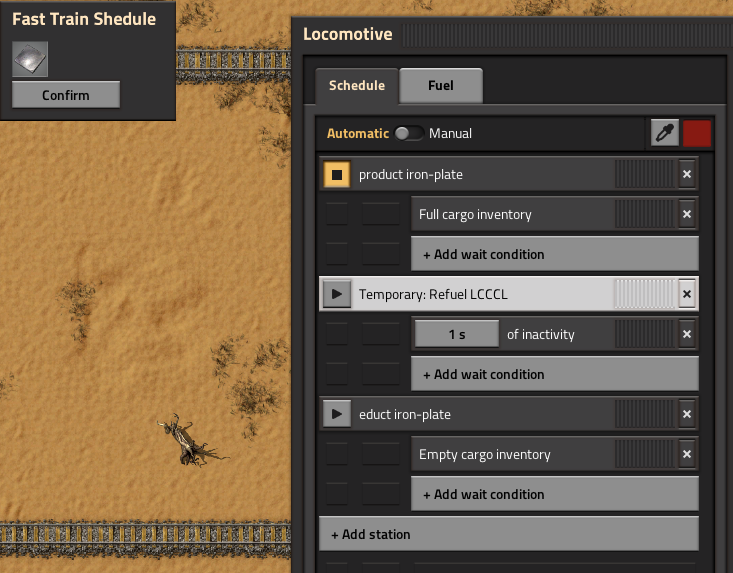 Fast Train Shedule
Confirm
Locomotive
Schedule Fuel
Automatic Manual
product iron-plate
Full cargo inventory
+ Add wait condition
Temporary: Refuel LCCCL
1 s of inactivity
+ Add wait condition
educt iron-plate
Empty cargo inventory
+ Add wait condition
+ Add station